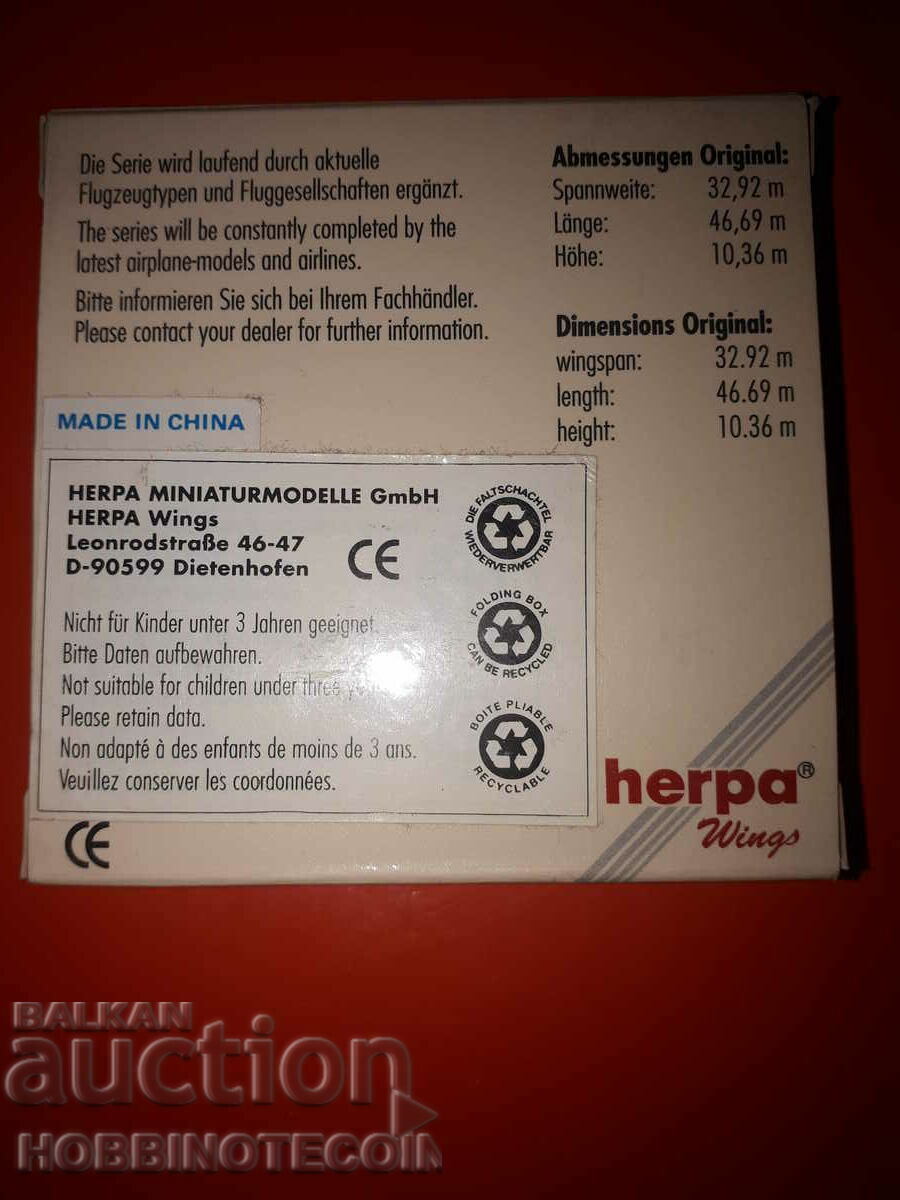 Die Serie wird laufend durch aktuelle
Flugzeugtypen und Fluggesellschaften ergänzt.
The series will be constantly completed by the
latest airplane-models and airlines.
Bitte informieren Sie sich bei Ihrem Fachhändler.
Please contact your dealer for further information.
Abmessungen Original:
Spannweite: 32,92 m
Länge: 46,69 m
Höhe: 10,36 m
Dimensions Original:
wingspan: 32.92 m
length: 46.69 m
height: 10.36 m
MADE IN CHINA
HERPA MINIATURMODELLE GmbH
HERPA Wings
Leonrodstraße 46-47
D-90599 Dietenhofen
CE
Nicht für Kinder unter 3 Jahren geeignet
Bitte Daten aufbewahren.
Not suitable for children under three
Please retain data.
Non adapté à des enfants de moins de 3 ans.
Veuillez conserver les coordonnées.
DIE FALTSCHACHTEL
WIEDERVERWERTBAR
FOLDING BOX
CAN BE RECYCLED
BOITE PLIABLE
RECYCLABLE
CE
herpa®
Wings
BALKAN
auction
HOBBINOTECOIN